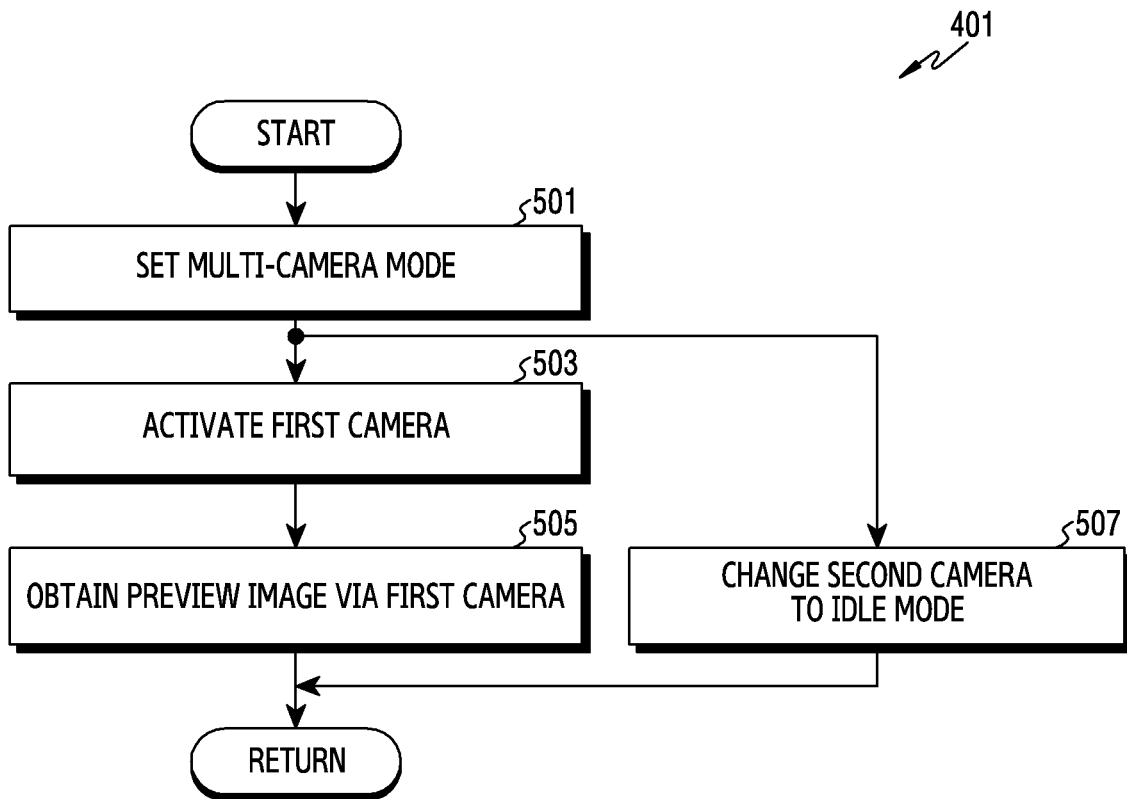 401
START
501
SET MULTI-CAMERA MODE
503
ACTIVATE FIRST CAMERA
505
OBTAIN PREVIEW IMAGE VIA FIRST CAMERA
507
CHANGE SECOND CAMERA
TO IDLE MODE
RETURN